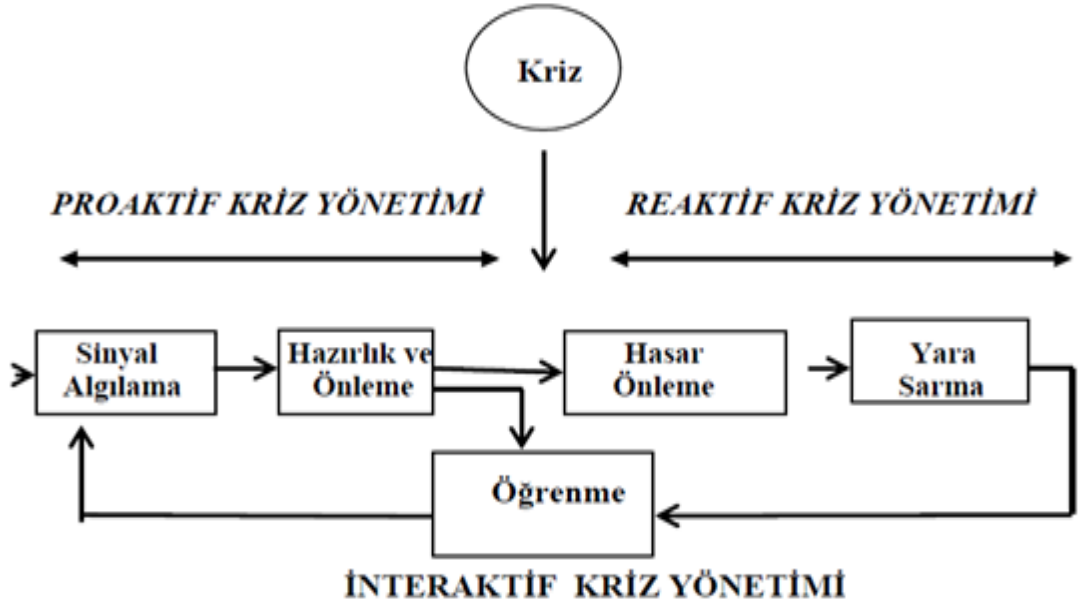 Kriz
PROAKTİF KRİZ YÖNETİMİ
REAKTİF KRİZ YÖNETİMİ
Sinyal
Algılama
Hazırlık ve
Önleme
Hasar
Önleme
Yara
Sarma
Öğrenme
İNTERAKTİF KRİZ YÖNETİMİ